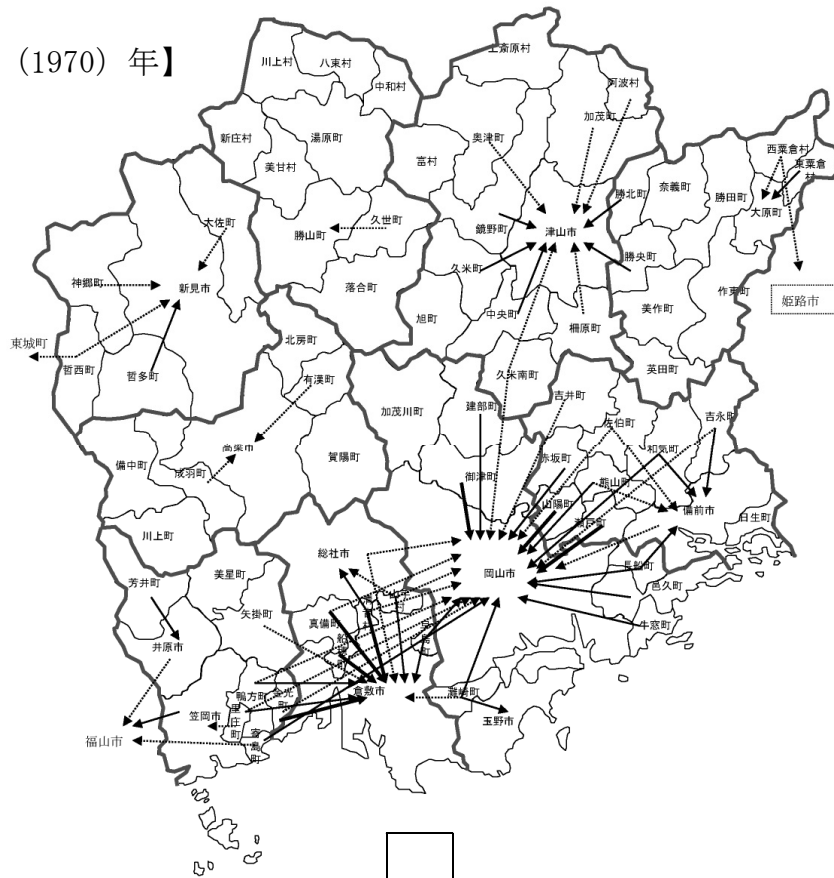 (1970) 年】
川上村
八束村
中和村
上斎原村
阿波村
加茂町
奥津町
新庄村
湯原町
美甘村
富村
西粟倉村
東粟倉村
勝北町
奈義町
勝田町
大原町
大佐町
勝山町
久世町
鏡野町
津山市
勝央町
神郷町
新見市
久米町
落合町
旭町
中央町
柵原町
美作町
作東町
姫路市
東城町
哲西町
哲多町
北房町
有漢町
久米南町
英田町
加茂川町
建部町
吉井町
佐伯町
吉永町
備中町
成羽町
賀陽町
御津町
赤坂町
和気町
熊山町
山陽町
瀬戸町
備前市
日生町
川上町
総社市
岡山市
長船町
邑久町
牛窓町
芳井町
美星町
矢掛町
真備町
井原市
鴨方町
金光町
倉敷市
灘崎町
玉野市
笠岡市
里庄町
寄島町
福山市